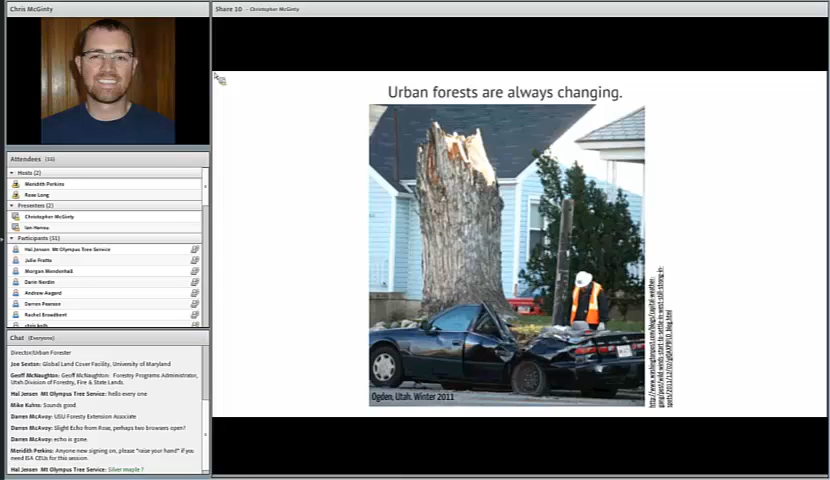 Chris McGinty
Share 10 - Christopher McGinty
Urban forests are always changing.
Ogden, Utah. Winter 2011
Attendees
Hosts (2)
Meridith Perkins
Rose Long
Presenters (2)
Christopher McGinty
Ian Hanou
Participants (51)
Hal Jensen Mt Olympus Tree Service
Julie
Morgan Mendenhall
Darin Nordin
Andrew Aagard
Darren Pearson
Rachel Broadbent
chris keith
Chat (Everyone)
Director/Urban Forester
Joe Sexton: Global Land Cover Facility, University of Maryland
Geoff McNaughton: Geoff McNaughton: Forestry Programs Administrator,
Utah Division of Forestry, Fire & State Lands.
Hal Jensen Mt Olympus Tree Service: hello every one
Mike Kuhns: Sounds good
Darren McAvoy: USU Foresty Extension Associate
Darren McAvoy: Slight Echo from Rose, perhaps two browsers open?
Darren McAvoy: echo is gone.
Meridith Perkins: Anyone new signing on, please "raise your hand" if you
need ISA CEUs for this session.
Hal Jensen Mt Olympus Tree Service: Silver maple ?